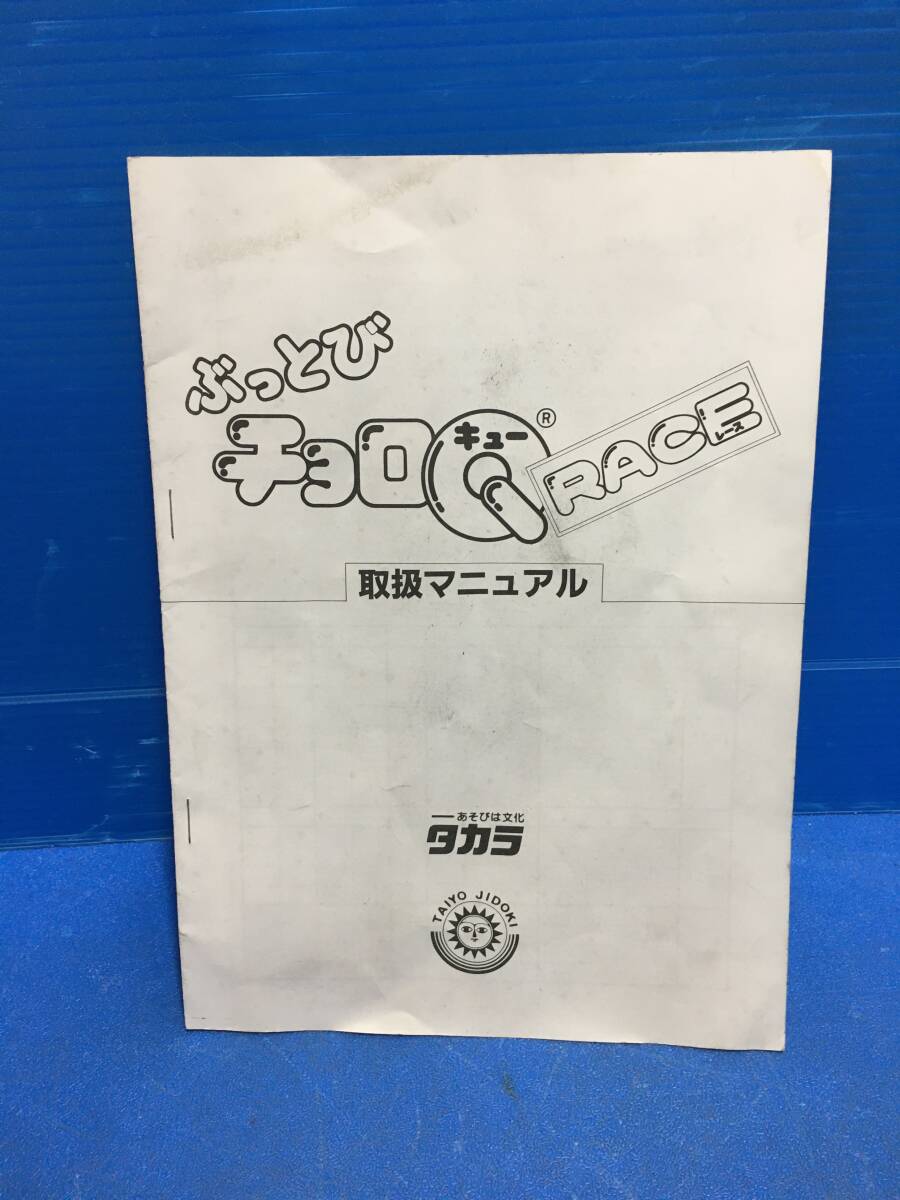 ぶっとび
チョロQ®
キュー
RACE
レース
取扱マニュアル
あそびは文化
タカラ
TAIYO JIDOKI